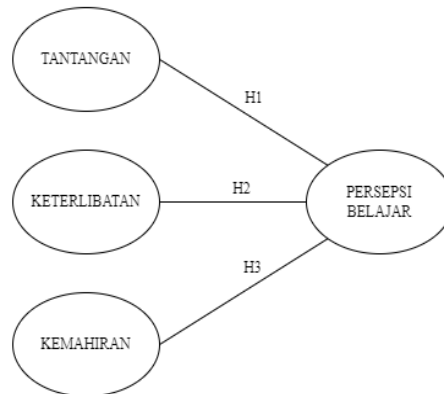 TANTANGAN
H1
KETERLIBATAN
H2
PERSEPSI
BELAJAR
H3
KEMAHIRAN